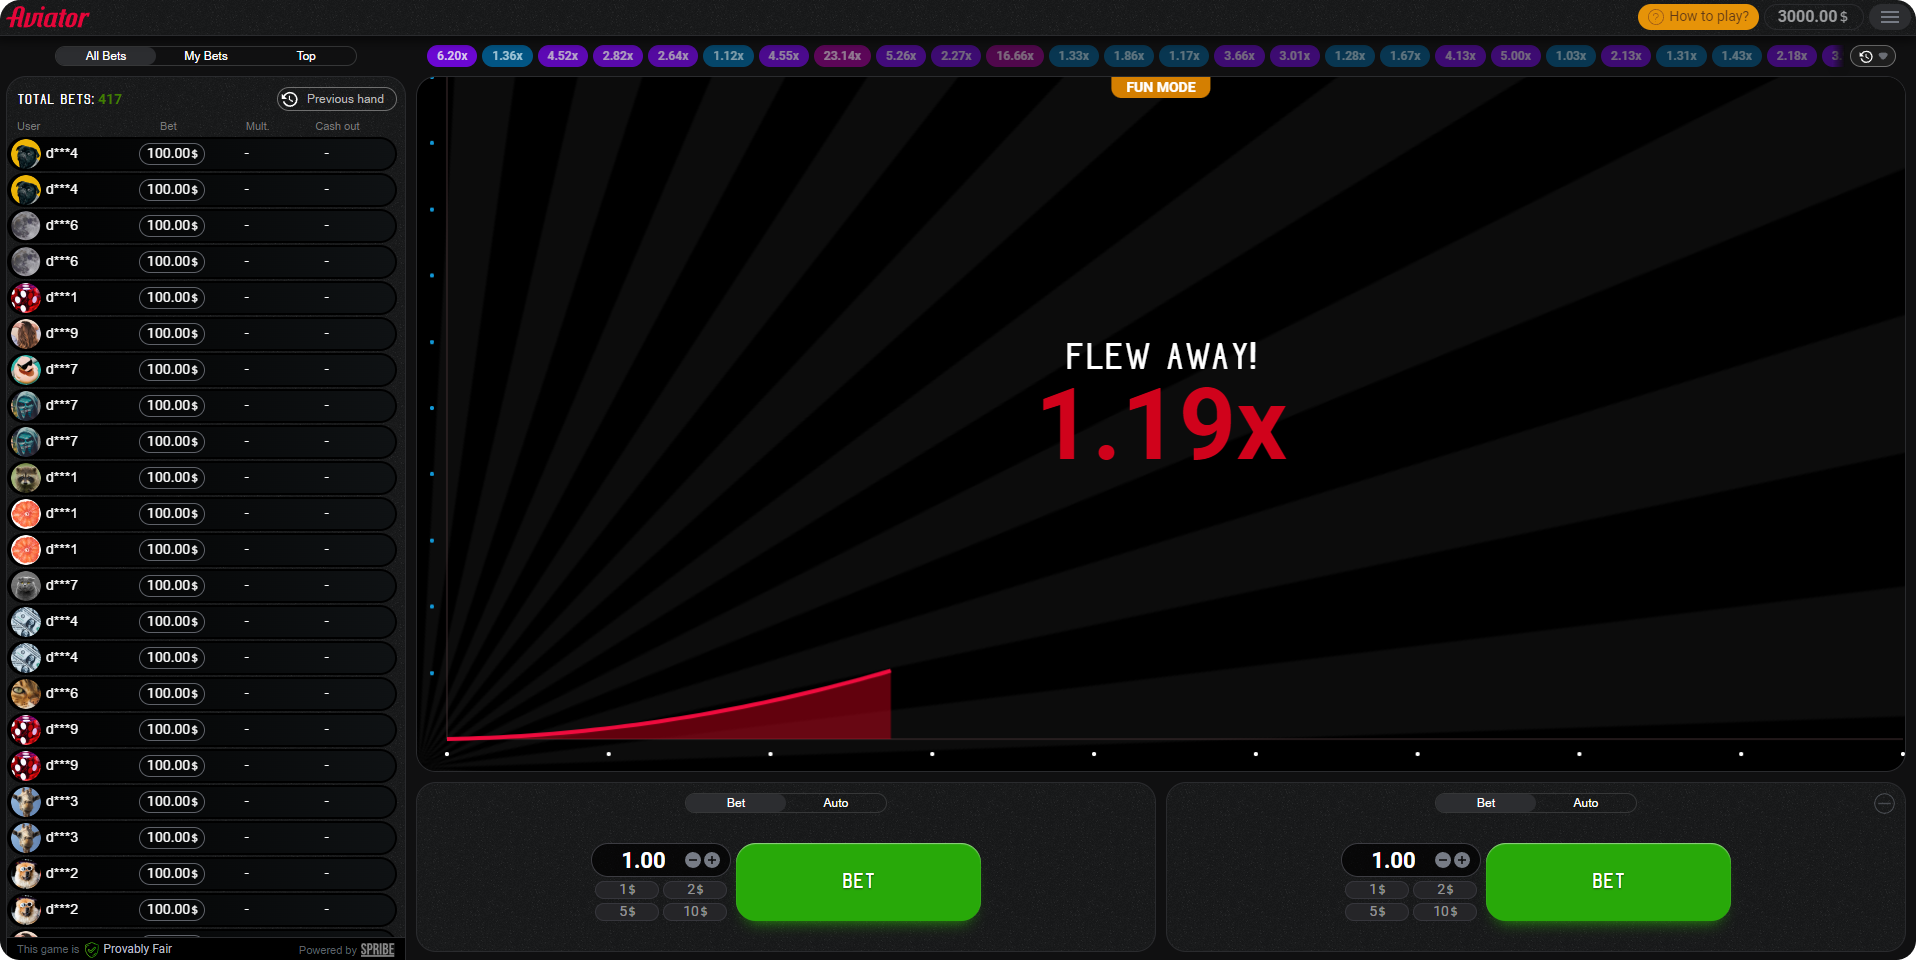 Aviator
How to play?
3000.00 $
All Bets My Bets Top
6.20x 1.36x 4.52x 2.82x 2.64x 1.12x 4.55x 23.14x 5.26x 2.27x 16.66x 1.33x 1.86x 1.17x 3.66x 3.01x 1.28x 1.67x 4.13x 5.00x 1.03x 2.13x 1.31x 1.43x 2.18x 3.
TOTAL BETS: 417
Previous hand
User Bet Mult. Cash out
d***4 100.00$ - -
d***4 100.00$ - -
d***6 100.00$ - -
d***6 100.00$ - -
d***1 100.00$ - -
d***9 100.00$ - -
d***7 100.00$ - -
d***7 100.00$ - -
d***7 100.00$ - -
d***1 100.00$ - -
d***1 100.00$ - -
d***1 100.00$ - -
d***7 100.00$ - -
d***4 100.00$ - -
d***4 100.00$ - -
d***6 100.00$ - -
d***9 100.00$ - -
d***9 100.00$ - -
d***3 100.00$ - -
d***3 100.00$ - -
d***2 100.00$ - -
d***2 100.00$ - -
This game is Provably Fair
Powered by SPRIBE
FUN MODE
FLEW AWAY!
1.19x
Bet Auto
1.00
1$ 2$
5$ 10$
BET
Bet Auto
1.00
1$ 2$
5$ 10$
BET